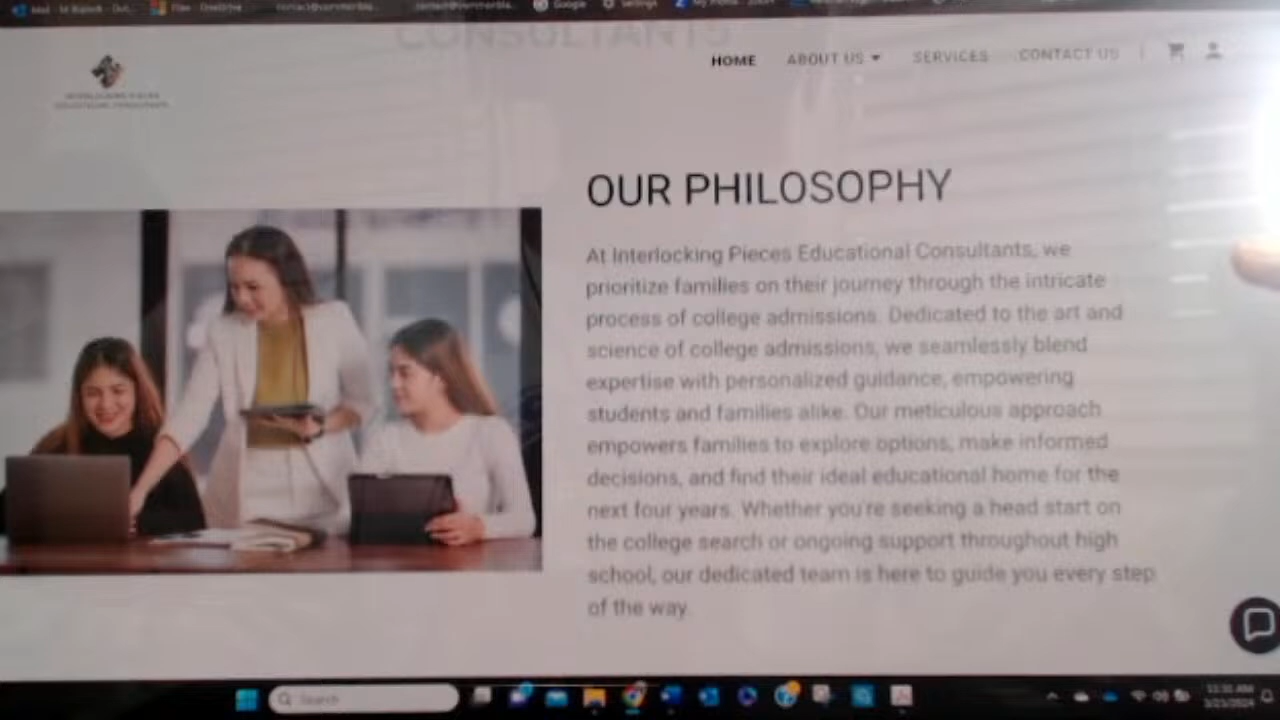 Google
Settings
CONSULTANTS
HOME
ABOUT US
SERVICES
CONTACT US
OUR PHILOSOPHY
At Interlocking Pieces Educational Consultants, we
prioritize families on their journey through the intricate
process of college admissions. Dedicated to the art and
science of college admissions, we seamlessly blend
expertise with personalized guidance, empowering
students and families alike. Our meticulous approach
empowers families to explore options, make informed
decisions, and find their ideal educational home for the
next four years. Whether you're seeking a head start on
the college search or ongoing support throughout high
school, our dedicated team is here to guide you every step
of the way.
Search